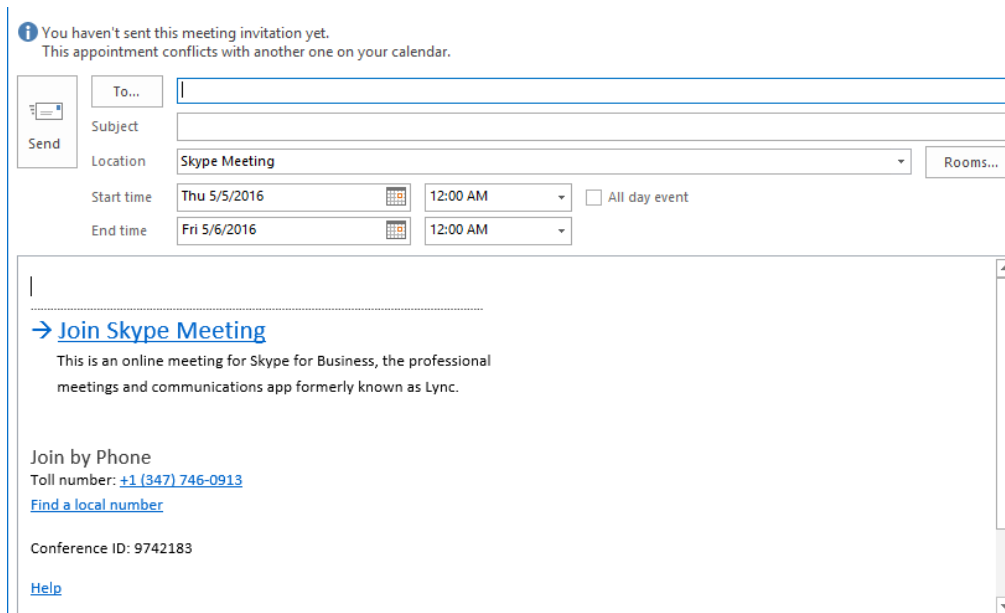 You haven't sent this meeting invitation yet.
This appointment conflicts with another one on your calendar.
To...
Send
Subject
Location
Skype Meeting
Rooms...
Start time
Thu 5/5/2016
12:00 AM
All day event
End time
Fri 5/6/2016
12:00 AM
→ Join Skype Meeting
This is an online meeting for Skype for Business, the professional
meetings and communications app formerly known as Lync.
Join by Phone
Toll number: +1 (347) 746-0913
Find a local number
Conference ID: 9742183
Help